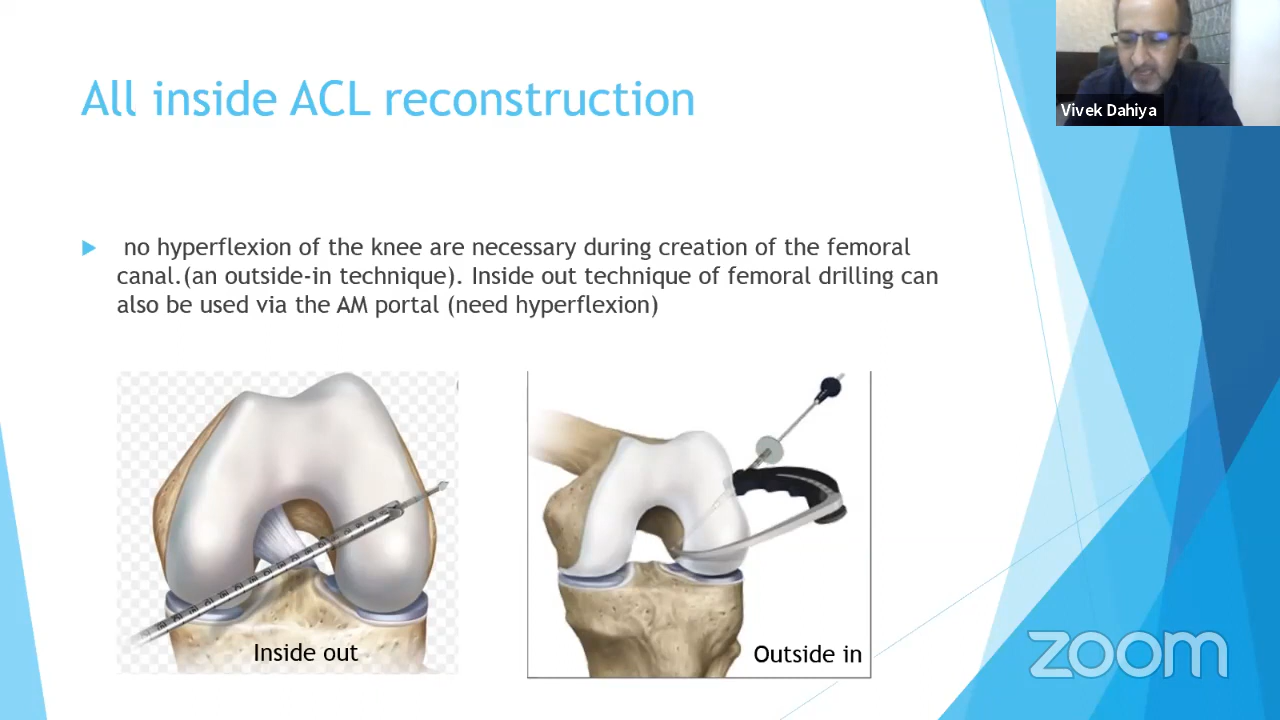 All inside ACL reconstruction
Vivek Dahiya
no hyperflexion of the knee are necessary during creation of the femoral
canal.(an outside-in technique). Inside out technique of femoral drilling can
also be used via the AM portal (need hyperflexion)
Inside out
Outside in
zoom